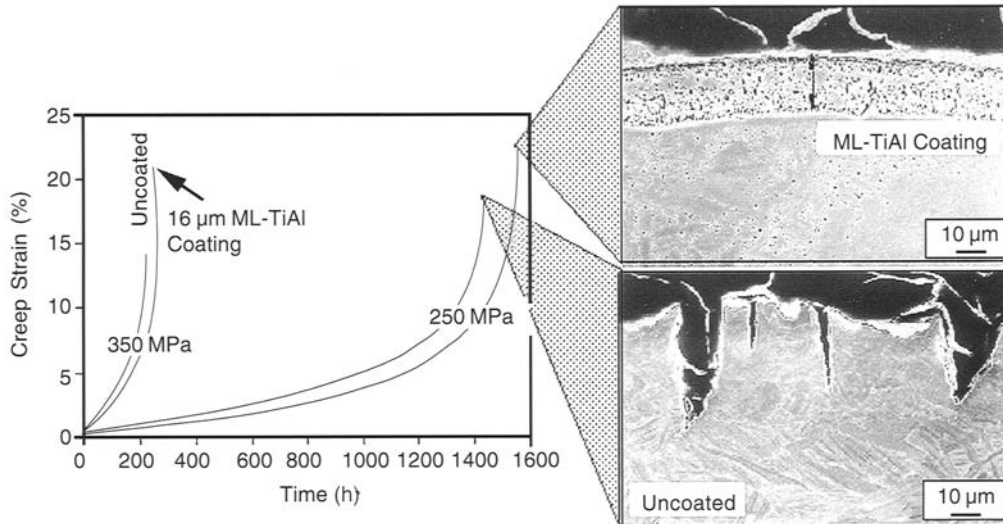 25
20
15
10
5
0
Creep Strain (%)
Uncoated
16 µm ML-TiAl
Coating
350 MPa
250 MPa
0 200 400 600 800 1000 1200 1400 1600
Time (h)
ML-TiAl Coating
10 µm
Uncoated
10 µm